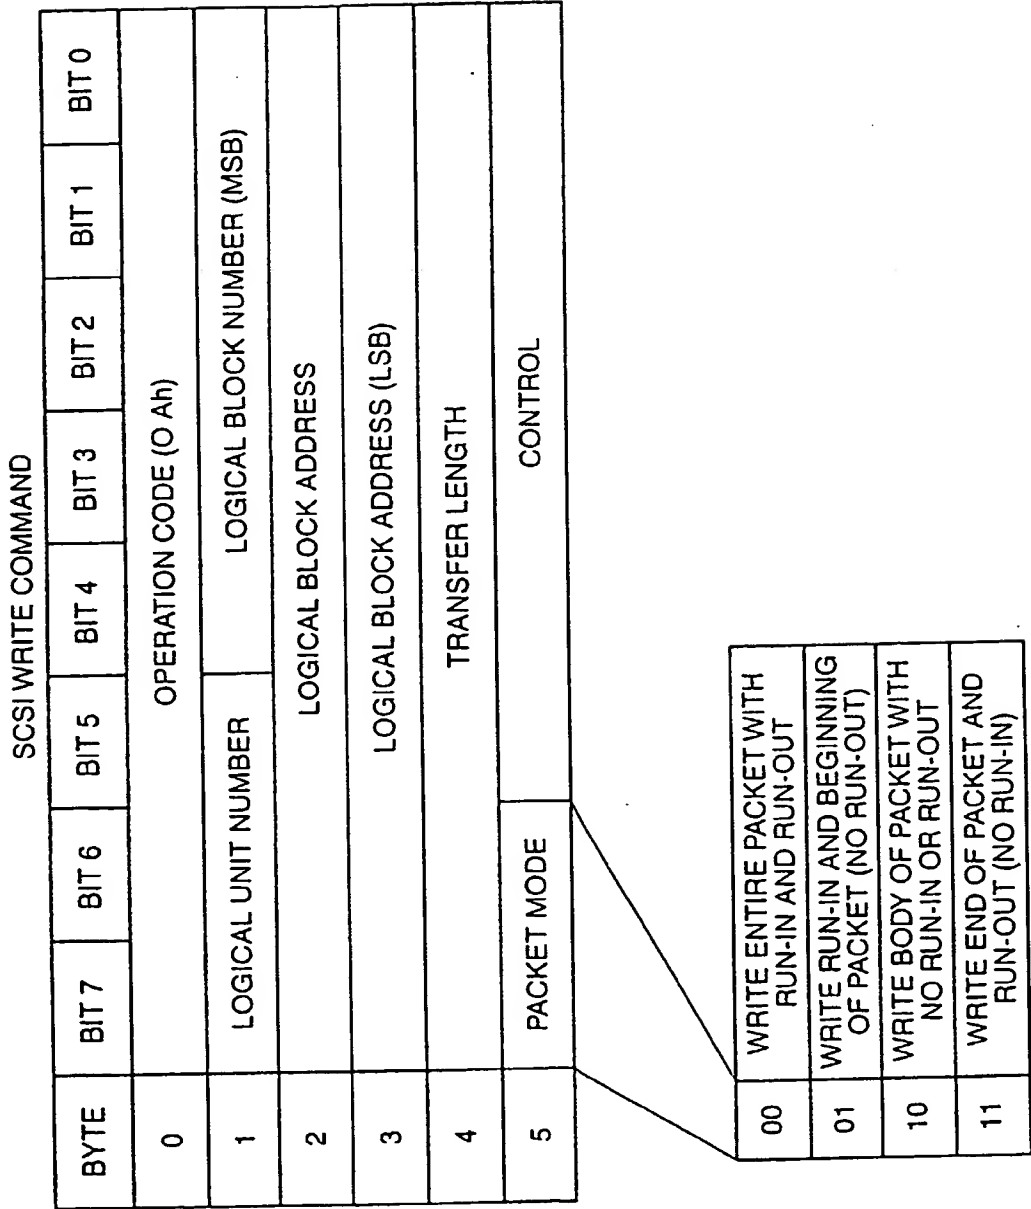 SCSI WRITE COMMAND
BYTE BIT 7 BIT 6 BIT 5 BIT 4 BIT 3 BIT 2 BIT 1 BIT 0
0 OPERATION CODE (O Ah)
1 LOGICAL UNIT NUMBER LOGICAL BLOCK NUMBER (MSB)
2 LOGICAL BLOCK ADDRESS
3 LOGICAL BLOCK ADDRESS (LSB)
4 TRANSFER LENGTH
5 PACKET MODE CONTROL
00 WRITE ENTIRE PACKET WITH
RUN-IN AND RUN-OUT
01 WRITE RUN-IN AND BEGINNING
OF PACKET (NO RUN-OUT)
10 WRITE BODY OF PACKET WITH
NO RUN-IN OR RUN-OUT
11 WRITE END OF PACKET AND
RUN-OUT (NO RUN-IN)